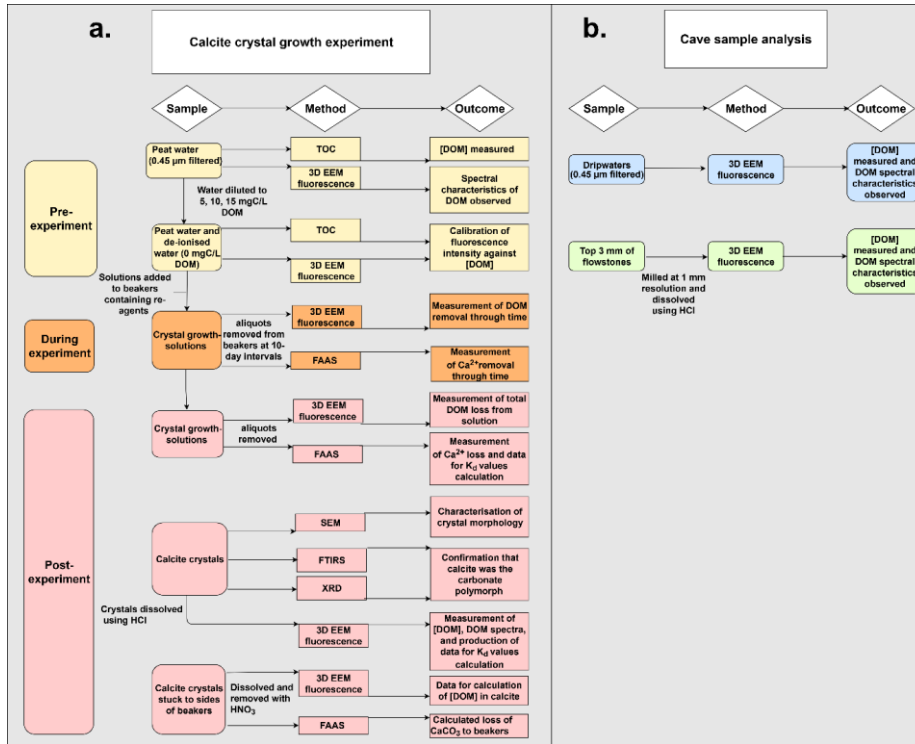 a.
Calcite crystal growth experiment
Sample
Method
Outcome
Pre-
experiment
Peat water
(0.45 µm filtered)
TOC
[DOM] measured
3D EEM
fluorescence
Spectral
characteristics of
DOM observed
Water diluted to
5, 10, 15 mgC/L
DOM
Peat water and
de-ionised
water (0 mgC/L
DOM)
TOC
3D EEM
fluorescence
Calibration of
fluorescence
intensity against
[DOM]
Solutions added
to beakers
containing re-
agents
During
experiment
Crystal growth-
solutions
aliquots
removed from
beakers at 10-
day intervals
3D EEM
fluorescence
Measurement of DOM
removal through time
FAAS
Measurement
of Ca²⁺removal
through time
Post-
experiment
Crystal growth-
solutions
aliquots
removed
3D EEM
fluorescence
Measurement of total
DOM loss from
solution
FAAS
Measurement
of Ca²⁺ loss and data
for Kd values
calculation
Calcite crystals
SEM
Characterisation of
crystal morphology
FTIRS
XRD
Confirmation that
calcite was the
carbonate
polymorph
Crystals dissolved
using HCl
3D EEM
fluorescence
Measurement of
[DOM], DOM spectra,
and production of
data for Kd values
calculation
Calcite crystals
stuck to sides
of beakers
Dissolved and
removed with
HNO₃
3D EEM
fluorescence
Data for calculation
of [DOM] in calcite
FAAS
Calculated loss of
CaCO₃ to beakers
b.
Cave sample analysis
Sample
Method
Outcome
Dripwaters
(0.45 µm filtered)
3D EEM
fluorescence
[DOM]
measured and
DOM spectral
characteristics
observed
Top 3 mm of
flowstones
Milled at 1 mm
resolution and
dissolved
using HCl
3D EEM
fluorescence
[DOM]
measured and
DOM spectral
characteristics
observed